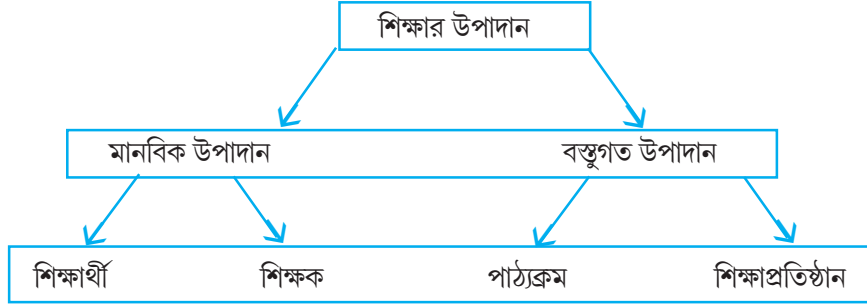 শিক্ষার উপাদান
মানবিক উপাদান বস্তুগত উপাদান
শিক্ষার্থী শিক্ষক পাঠ্যক্রম শিক্ষাপ্রতিষ্ঠান